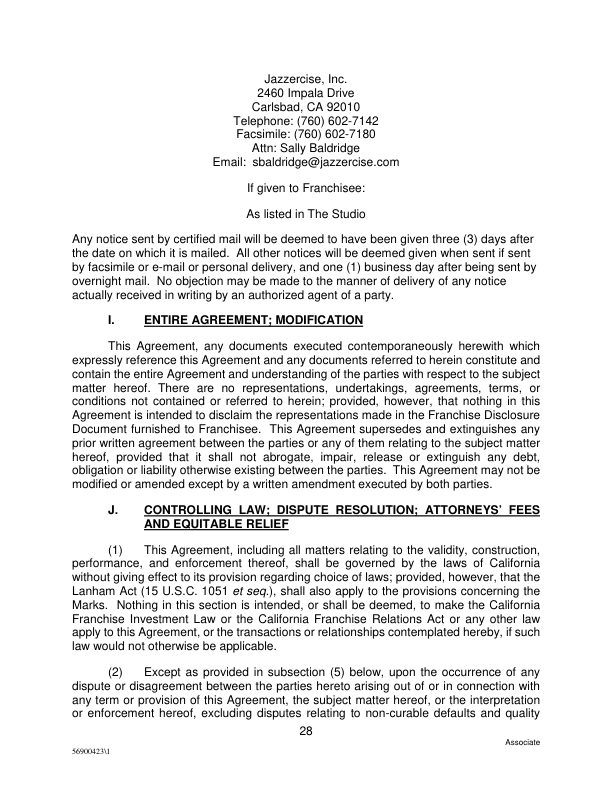 Jazzercise, Inc.
2460 Impala Drive
Carlsbad, CA 92010
Telephone: (760) 602-7142
Facsimile: (760) 602-7180
Attn: Sally Baldridge
Email:  sbaldridge@jazzercise.com
If given to Franchisee:
As listed in The Studio
Any notice sent by certified mail will be deemed to have been given three (3) days after
the date on which it is mailed.  All other notices will be deemed given when sent if sent
by facsimile or e-mail or personal delivery, and one (1) business day after being sent by
overnight mail.  No objection may be made to the manner of delivery of any notice
actually received in writing by an authorized agent of a party.
I. ENTIRE AGREEMENT; MODIFICATION
This Agreement, any documents executed contemporaneously herewith which
expressly reference this Agreement and any documents referred to herein constitute and
contain the entire Agreement and understanding of the parties with respect to the subject
matter hereof. There are no representations, undertakings, agreements, terms, or
conditions not contained or referred to herein; provided, however, that nothing in this
Agreement is intended to disclaim the representations made in the Franchise Disclosure
Document furnished to Franchisee.  This Agreement supersedes and extinguishes any
prior written agreement between the parties or any of them relating to the subject matter
hereof, provided that it shall not abrogate, impair, release or extinguish any debt,
obligation or liability otherwise existing between the parties.  This Agreement may not be
modified or amended except by a written amendment executed by both parties.
J. CONTROLLING LAW; DISPUTE RESOLUTION; ATTORNEYS' FEES
AND EQUITABLE RELIEF
(1) This Agreement, including all matters relating to the validity, construction,
performance, and enforcement thereof, shall be governed by the laws of California
without giving effect to its provision regarding choice of laws; provided, however, that the
Lanham Act (15 U.S.C. 1051 et seq.), shall also apply to the provisions concerning the
Marks.  Nothing in this section is intended, or shall be deemed, to make the California
Franchise Investment Law or the California Franchise Relations Act or any other law
apply to this Agreement, or the transactions or relationships contemplated hereby, if such
law would not otherwise be applicable.
(2) Except as provided in subsection (5) below, upon the occurrence of any
dispute or disagreement between the parties hereto arising out of or in connection with
any term or provision of this Agreement, the subject matter hereof, or the interpretation
or enforcement hereof, excluding disputes relating to non-curable defaults and quality
28
Associate
56900423\1